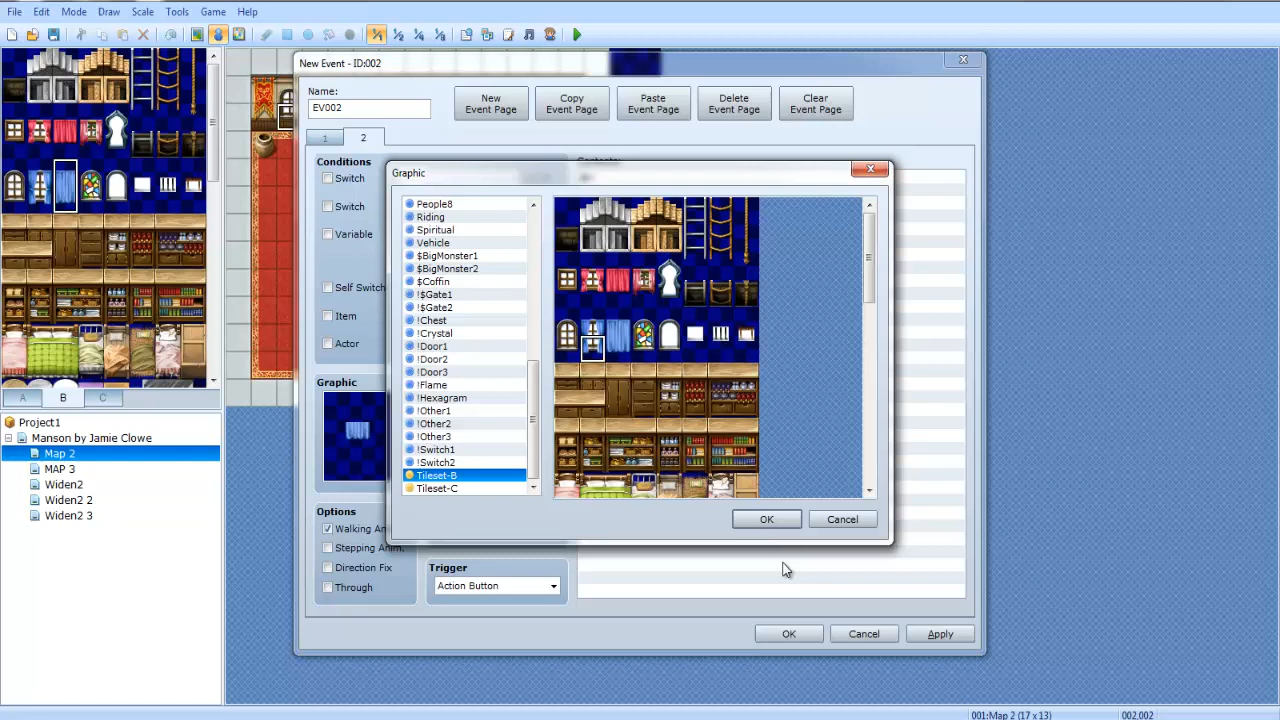 File Edit Mode Draw Scale Tools Game Help
New Event - ID:002
Name:
EV002
New Event Page
Copy Event Page
Paste Event Page
Delete Event Page
Clear Event Page
1 2
Conditions
Switch
Switch
Variable
Self Switch
Item
Actor
Graphic
Options
Walking An
Stepping Anim.
Direction Fix
Through
Trigger
Action Button
OK Cancel Apply
Graphic
People8
Riding
Spiritual
Vehicle
$BigMonster1
$BigMonster2
$Coffin
!$Gate1
!$Gate2
!Chest
!Crystal
!Door1
!Door2
!Door3
!Flame
!Hexagram
!Other1
!Other2
!Other3
!Switch1
!Switch2
Tileset-B
Tileset-C
OK Cancel
A B C
Project1
Manson by Jamie Clowe
Map 2
MAP 3
Widen2
Widen2 2
Widen2 3
001:Map 2 (17 x 13) 002,002